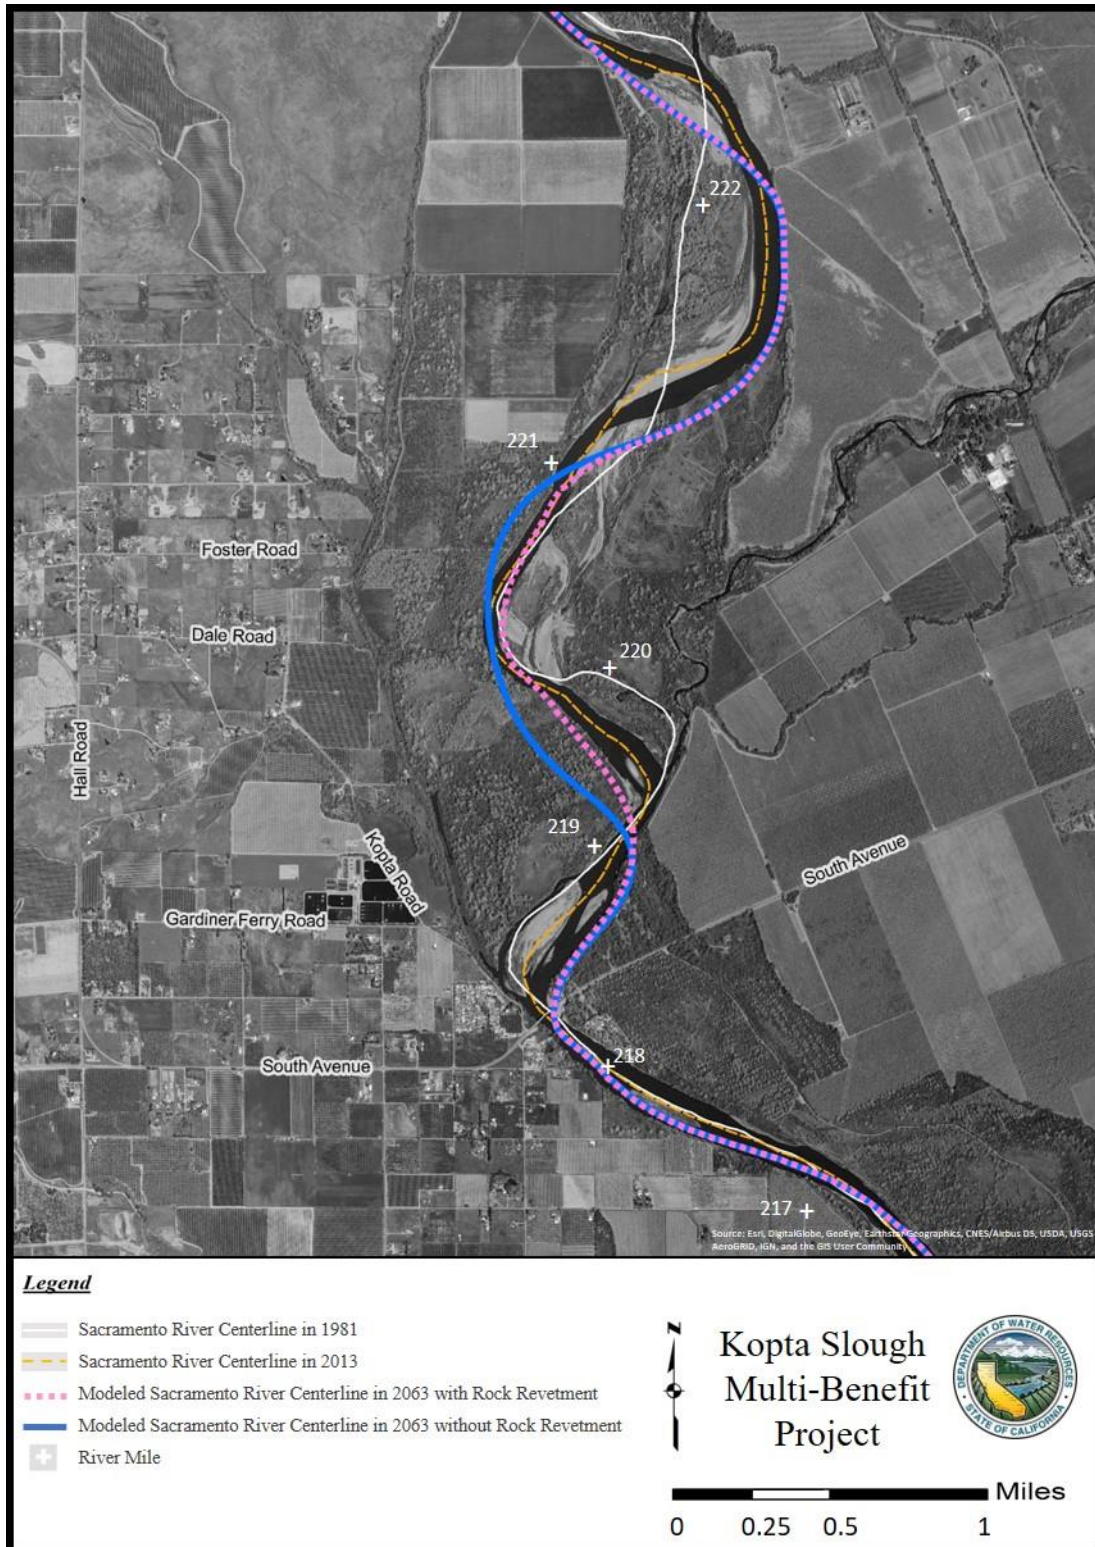 222
221
Foster Road
Dale Road
220
Hall Road
219
Kopta Road
South Avenue
Gardiner Ferry Road
218
South Avenue
217
Source: Esri, DigitalGlobe, GeoEye, Earthstar Geographics, CNES/Airbus DS, USDA, USGS
AeroGRID, IGN, and the GIS User Community
Legend
Sacramento River Centerline in 1981
Sacramento River Centerline in 2013
Modeled Sacramento River Centerline in 2063 with Rock Revetment
Modeled Sacramento River Centerline in 2063 without Rock Revetment
River Mile
N
Kopta Slough
Multi-Benefit
Project
DEPARTMENT OF WATER RESOURCES
STATE OF CALIFORNIA
Miles
0 0.25 0.5 1